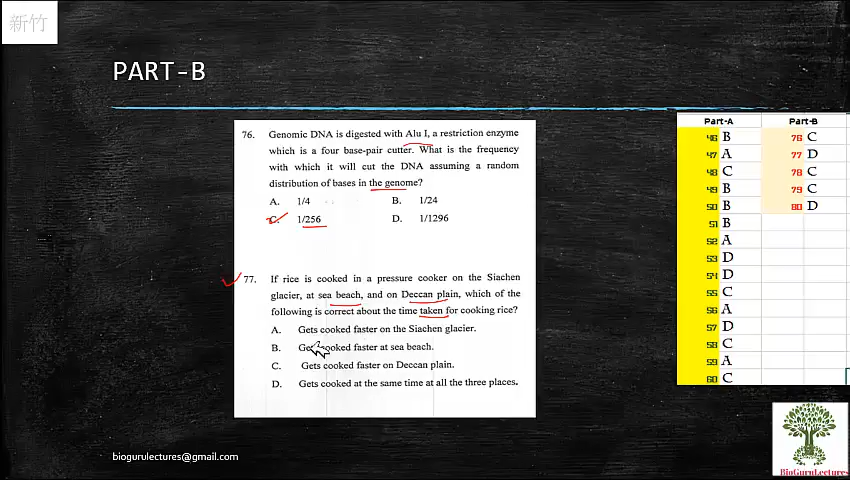 新竹
PART-B
76. Genomic DNA is digested with Alu I, a restriction enzyme
which is a four base-pair cutter. What is the frequency
with which it will cut the DNA assuming a random
distribution of bases in the genome?
A. 1/4 B. 1/24
C. 1/256 D. 1/1296
77. If rice is cooked in a pressure cooker on the Siachen
glacier, at sea beach, and on Deccan plain, which of the
following is correct about the time taken for cooking rice?
A. Gets cooked faster on the Siachen glacier.
B. Gets cooked faster at sea beach.
C. Gets cooked faster on Deccan plain.
D. Gets cooked at the same time at all the three places.
Part-A Part-B
46 B 76 C
47 A 77 D
48 C 78 C
49 B 79 C
50 B 80 D
51 B
52 A
53 D
54 D
55 C
56 A
57 D
58 C
59 A
60 C
biogurulectures@gmail.com
BioGuruLectures